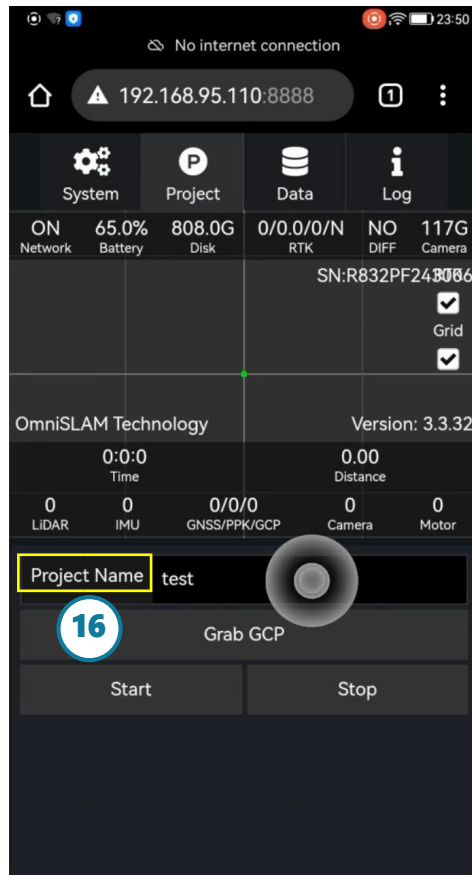 23:50
No internet connection
192.168.95.110:8888 1
P
System Project Data Log
ON 65.0% 808.0G 0/0.0/0/N NO 117G
Network Battery Disk RTK DIFF Camera
SN:R832PF243006
Grid
OmniSLAM Technology Version: 3.3.32
0:0:0 0.00
Time Distance
0 0 0/0/0 0 0
LiDAR IMU GNSS/PPK/GCP Camera Motor
Project Name test
16
Grab GCP
Start Stop